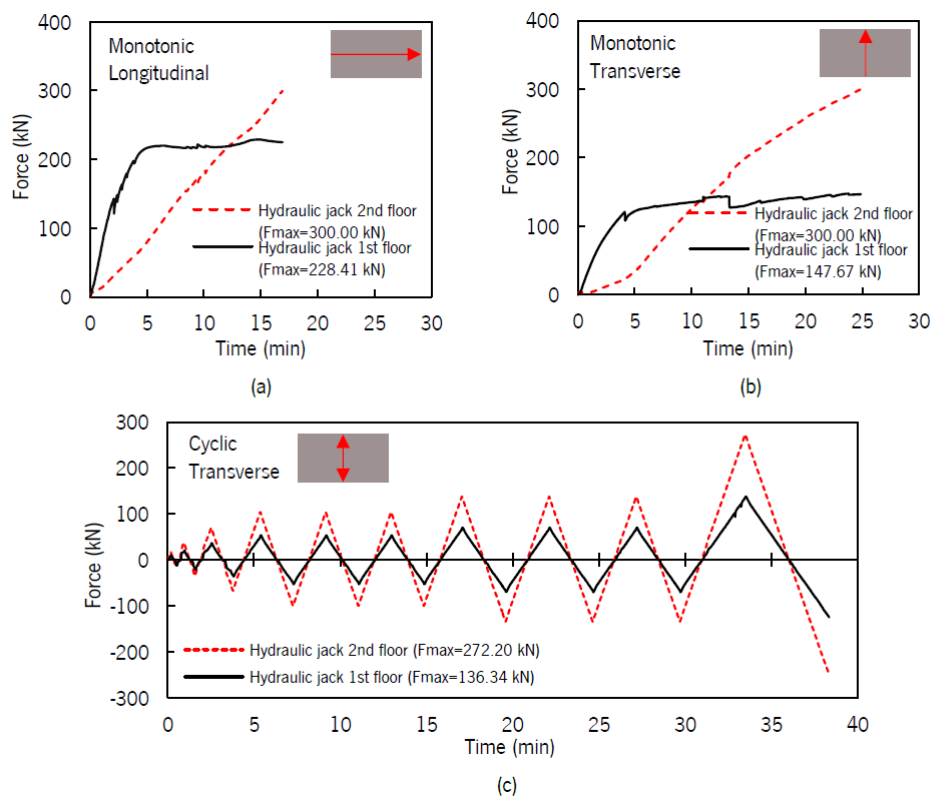 400
300
200
100
0
Force (kN)
Monotonic
Longitudinal
Hydraulic jack 2nd floor
(Fmax=300.00 kN)
Hydraulic jack 1st floor
(Fmax=228.41 kN)
0 5 10 15 20 25 30
Time (min)
(a)
400
300
200
100
0
Force (kN)
Monotonic
Transverse
Hydraulic jack 2nd floor
(Fmax=300.00 kN)
Hydraulic jack 1st floor
(Fmax=147.67 kN)
0 5 10 15 20 25 30
Time (min)
(b)
300
200
100
0
-100
-200
-300
Force (kN)
Cyclic
Transverse
Hydraulic jack 2nd floor (Fmax=272.20 kN)
Hydraulic jack 1st floor (Fmax=136.34 kN)
0 5 10 15 20 25 30 35 40
Time (min)
(c)